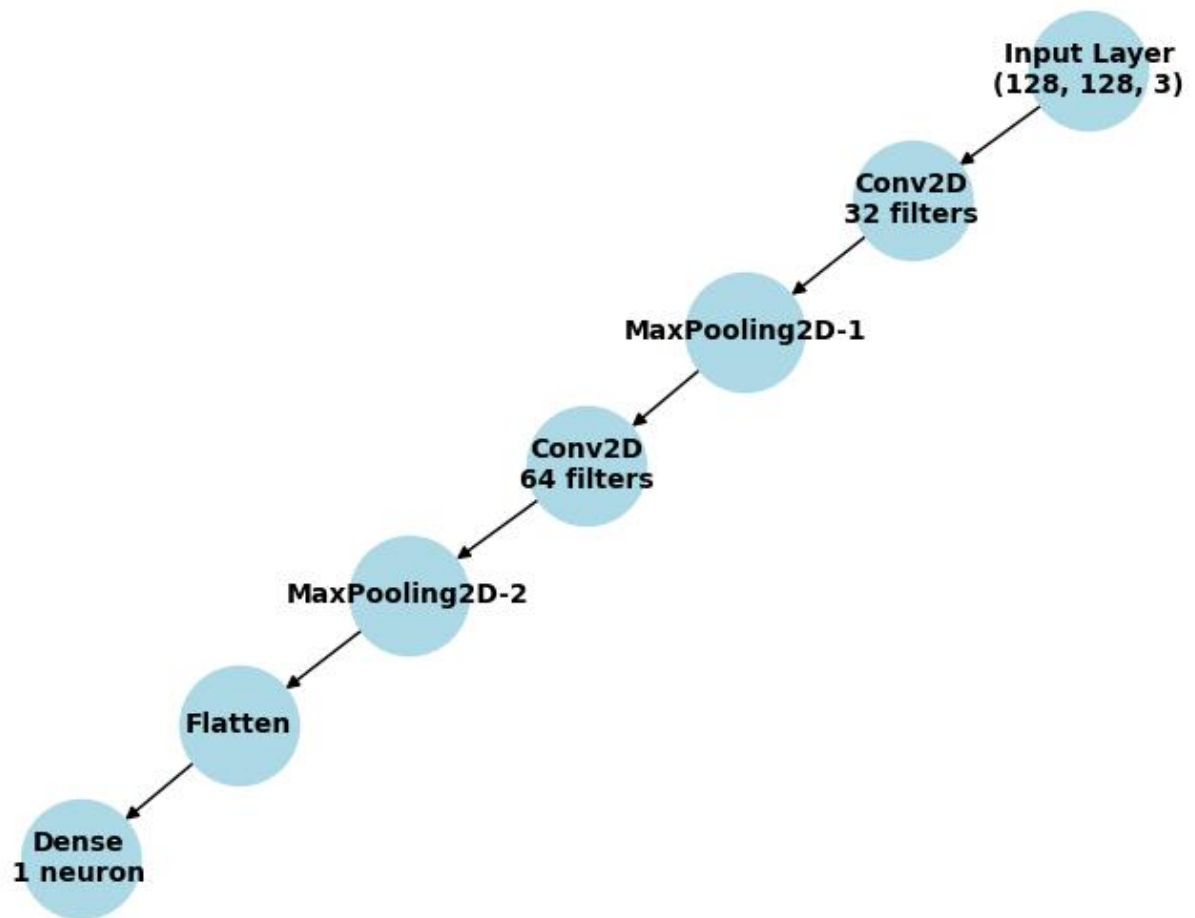 Input Layer
(128, 128, 3)
Conv2D
32 filters
MaxPooling2D-1
Conv2D
64 filters
MaxPooling2D-2
Flatten
Dense
1 neuron